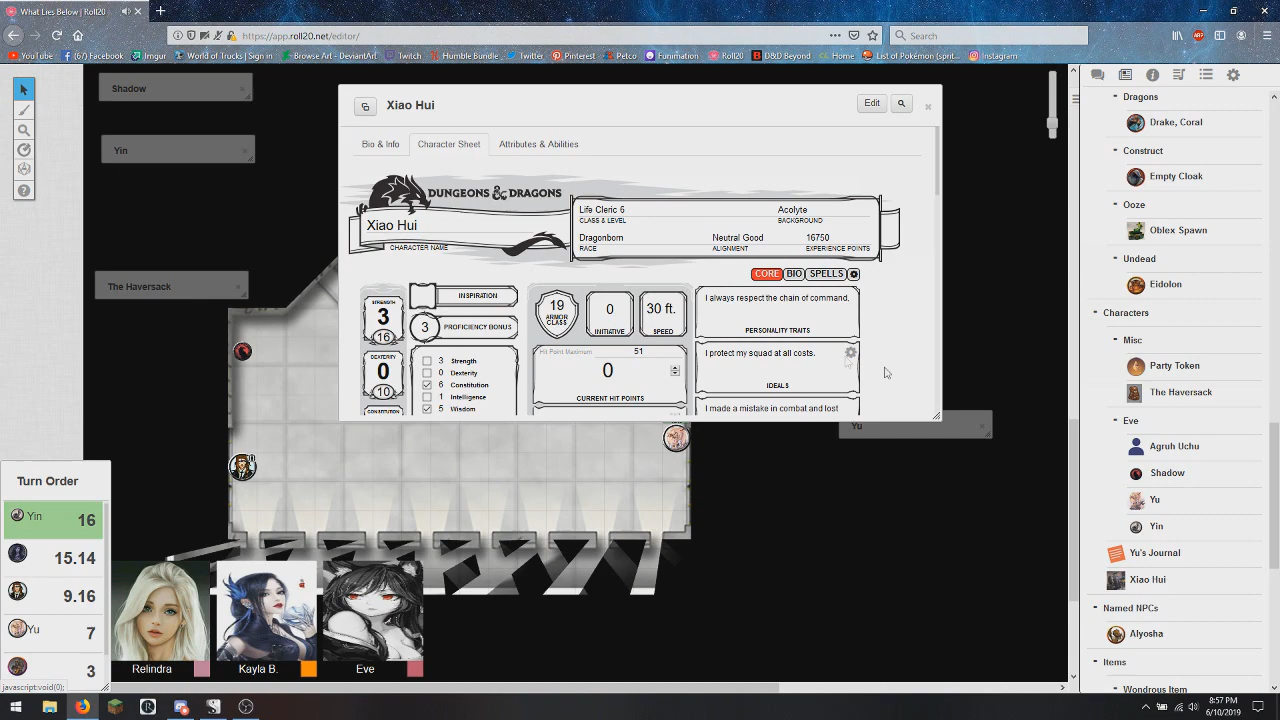 What Lies Below | Roll20
https://app.roll20.net/editor/
Search
YouTube (6) Facebook Imgur World of Trucks | Sign in Browse Art - DeviantArt Twitch Humble Bundle Twitter Pinterest Petco Funimation Roll20 D&D Beyond Home List of Pokémon (sprit... Instagram
Shadow
Yin
The Haversack
Yu
Xiao Hui
Edit
Bio & Info
Character Sheet
Attributes & Abilities
DUNGEONS & DRAGONS
Xiao Hui
CHARACTER NAME
Life Cleric 6
Acolyte
CLASS & LEVEL
BACKGROUND
Dragonborn
Neutral Good
16750
RACE
ALIGNMENT
EXPERIENCE POINTS
CORE
BIO
SPELLS
STRENGTH
3
16
DEXTERITY
0
10
CONSTITUTION
INSPIRATION
3
PROFICIENCY BONUS
3 Strength
0 Dexterity
6 Constitution
1 Intelligence
5 Wisdom
19
ARMOR
CLASS
0
INITIATIVE
30 ft.
SPEED
Hit Point Maximum 51
0
CURRENT HIT POINTS
I always respect the chain of command.
PERSONALITY TRAITS
I protect my squad at all costs.
IDEALS
I made a mistake in combat and lost
Turn Order
Yin 16
15.14
9.16
Yu 7
3
javascript:void(0);
Relindra
Kayla B.
Eve
Dragons
Drake, Coral
Construct
Empty Cloak
Ooze
Oblex Spawn
Undead
Eidolon
Characters
Misc
Party Token
The Haversack
Eve
Agruh Uchu
Shadow
Yu
Yin
Yu's Journal
Xiao Hui
Named NPCs
Alyosha
Items
Wondrous Item
8:57 PM
6/10/2019